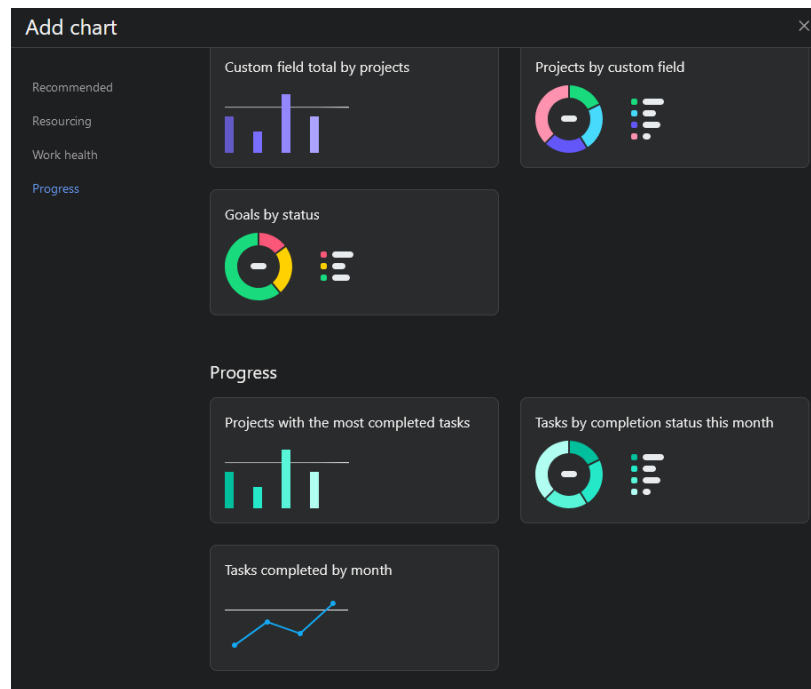 Add chart
Recommended
Resourcing
Work health
Progress
Custom field total by projects
Projects by custom field
Goals by status
Progress
Projects with the most completed tasks
Tasks by completion status this month
Tasks completed by month